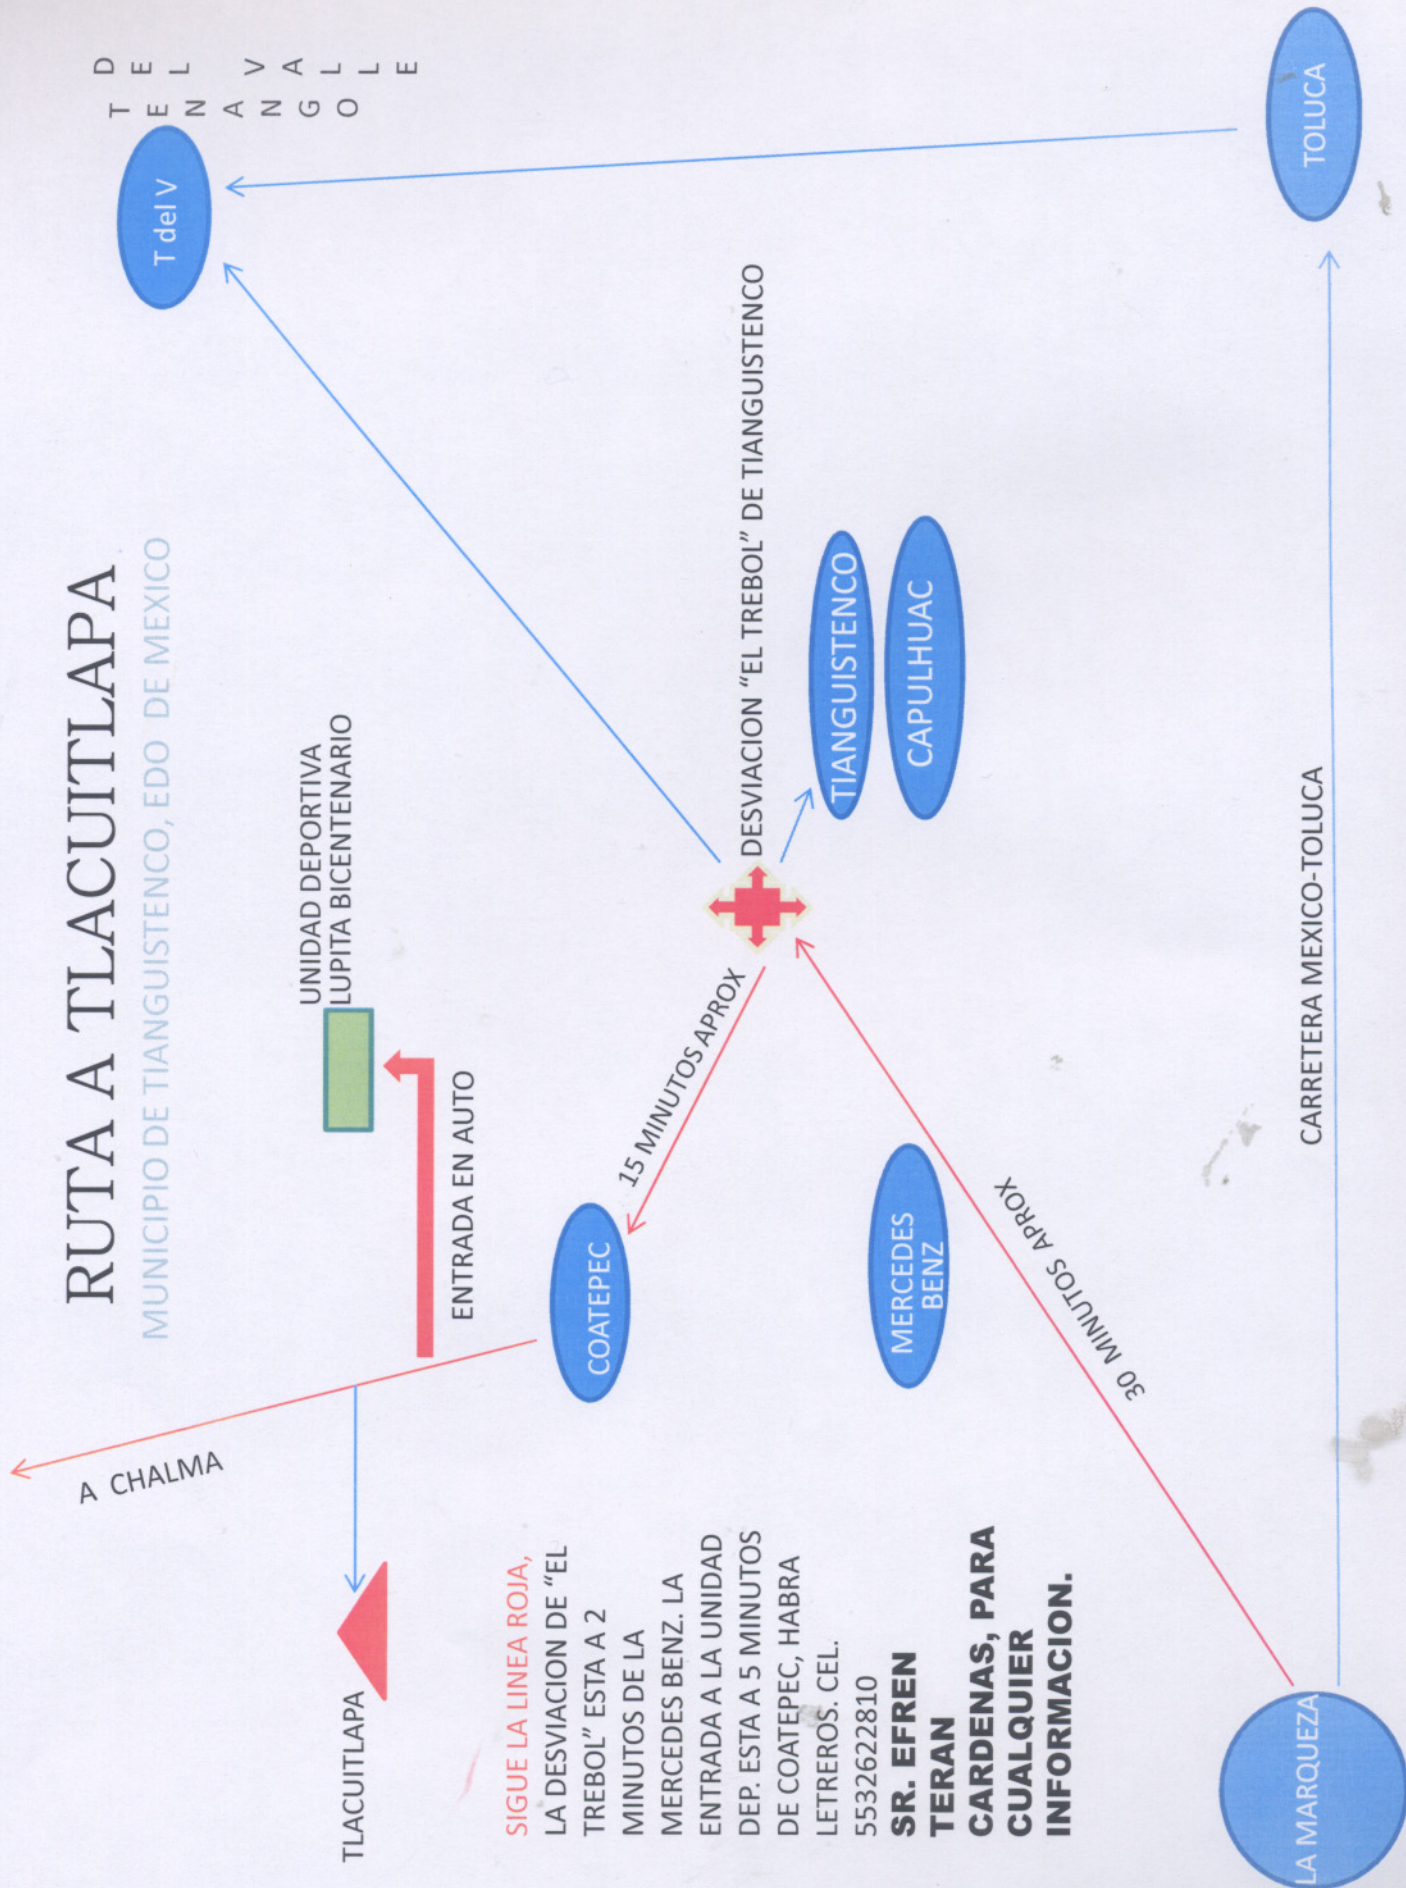 RUTA A TLACUITLAPA
MUNICIPIO DE TIANGUISTENCO, EDO DE MEXICO
A CHALMA
UNIDAD DEPORTIVA
LUPITA BICENTENARIO
T del V
T
E
N
A
N
G
O
D
E
L
V
A
L
L
E
TLACUITLAPA
ENTRADA EN AUTO
COATEPEC
15 MINUTOS APROX
DESVIACION "EL TREBOL" DE TIANGUISTENCO
TIANGUISTENCO
CAPULHUAC
MERCEDES
BENZ
30 MINUTOS APROX
SIGUE LA LINEA ROJA,
LA DESVIACION DE "EL
TREBOL" ESTA A 2
MINUTOS DE LA
MERCEDES BENZ. LA
ENTRADA A LA UNIDAD
DEP. ESTA A 5 MINUTOS
DE COATEPEC, HABRA
LETREROS. CEL.
5532622810
SR. EFREN
TERAN
CARDENAS, PARA
CUALQUIER
INFORMACION.
LA MARQUEZA
CARRETERA MEXICO-TOLUCA
TOLUCA